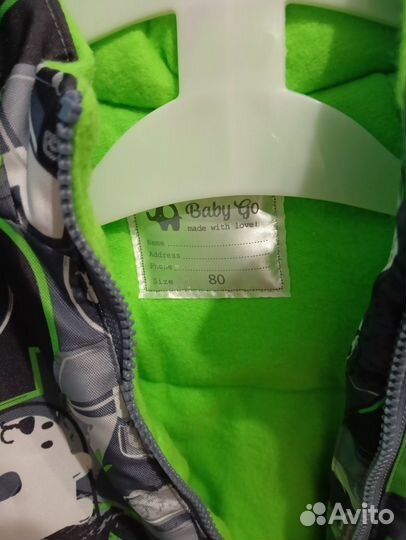 Baby Go
made with love!
Name
Address
Phone
Size 80
Avito